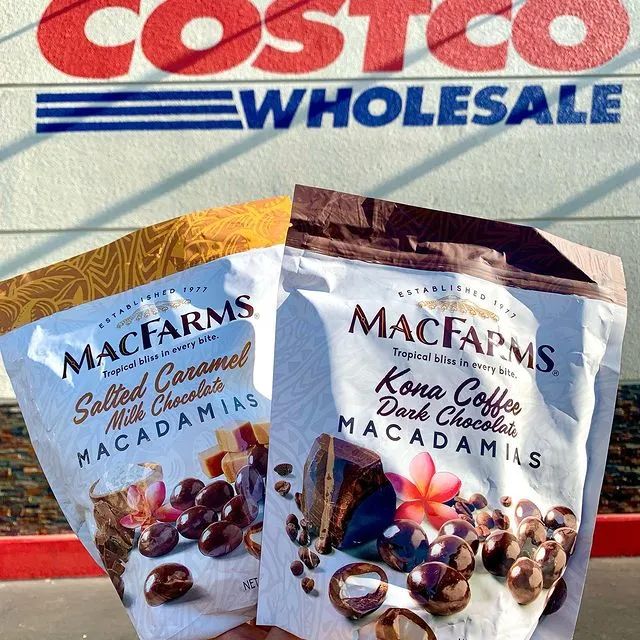 COSTCO
WHOLESALE
ESTABLISHED 1977
MACFARMS
Tropical bliss in every bite.
Salted Caramel
Milk Chocolate
MACADAMIAS
NET
ESTABLISHED 1977
MACFARMS®
Tropical bliss in every bite.
Kona Coffee
Dark Chocolate
MACADAMIAS